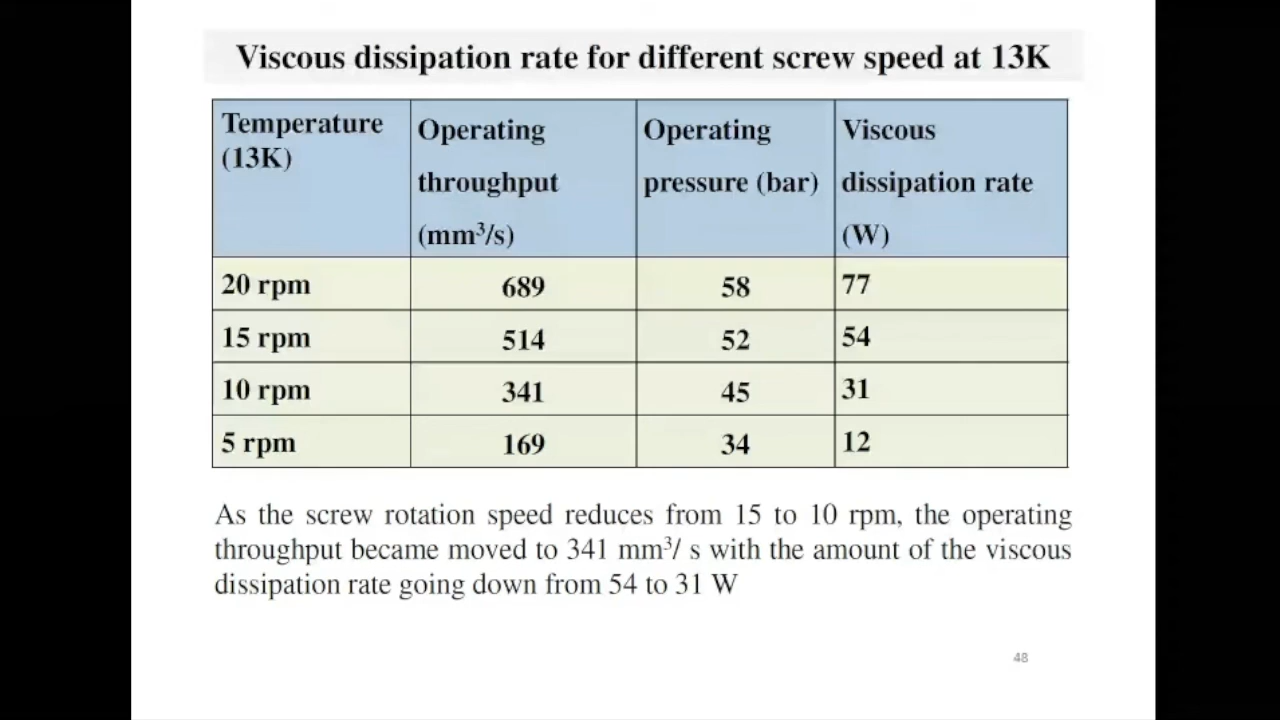 Viscous dissipation rate for different screw speed at 13K
Temperature (13K) Operating throughput (mm³/s) Operating pressure (bar) Viscous dissipation rate (W)
20 rpm 689 58 77
15 rpm 514 52 54
10 rpm 341 45 31
5 rpm 169 34 12
As the screw rotation speed reduces from 15 to 10 rpm, the operating
throughput became moved to 341 mm³/ s with the amount of the viscous
dissipation rate going down from 54 to 31 W
48